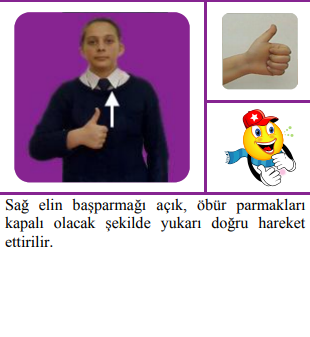 Sağ elin başparmağı açık, öbür parmakları
kapalı olacak şekilde yukarı doğru hareket
ettirilir.